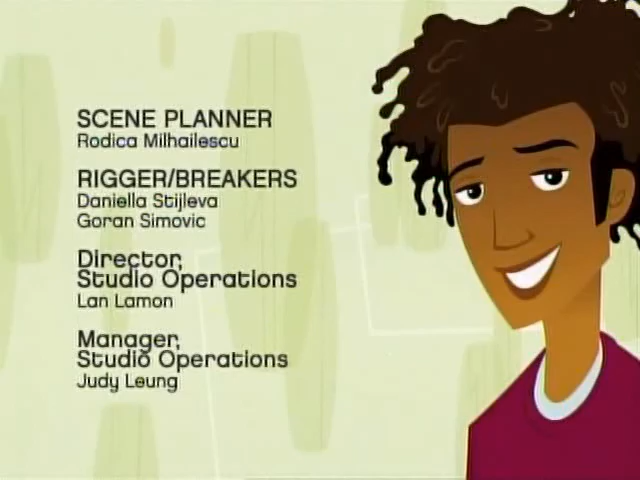 SCENE PLANNER
Rodica Milhailescu
RIGGER/BREAKERS
Daniella Stijleva
Goran Simovic
Director,
Studio Operations
Lan Lamon
Manager,
Studio Operations
Judy Leung